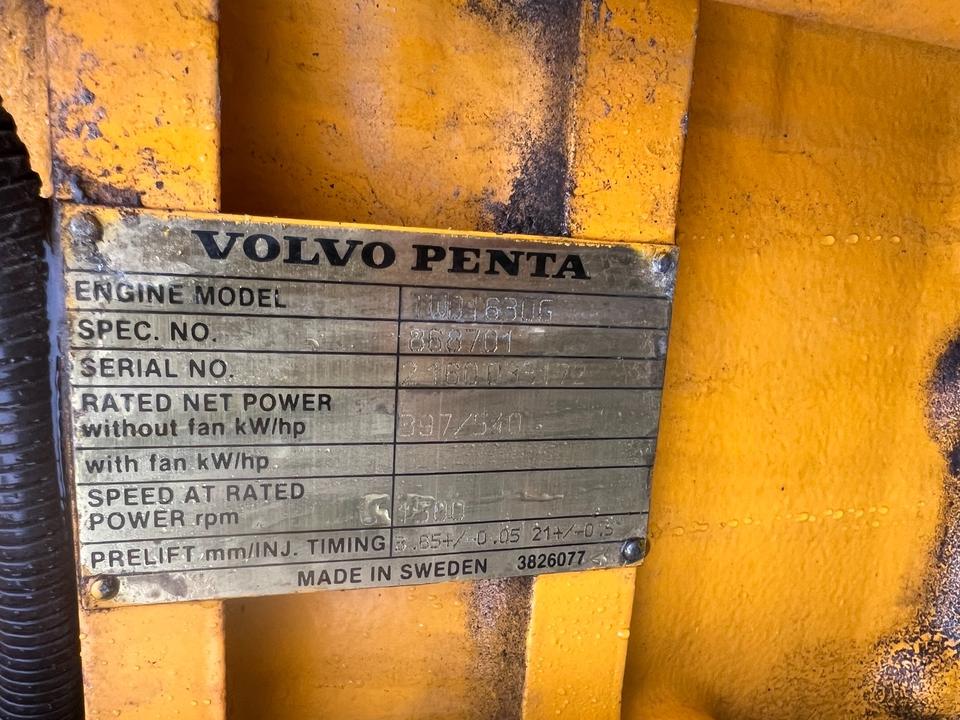 VOLVO PENTA
ENGINE MODEL
SPEC. NO. 868701
SERIAL NO.
RATED NET POWER
without fan kW/hp 397/540
with fan kW/hp
SPEED AT RATED
POWER rpm 1500
PRELIFT mm/INJ. TIMING
MADE IN SWEDEN 3826077